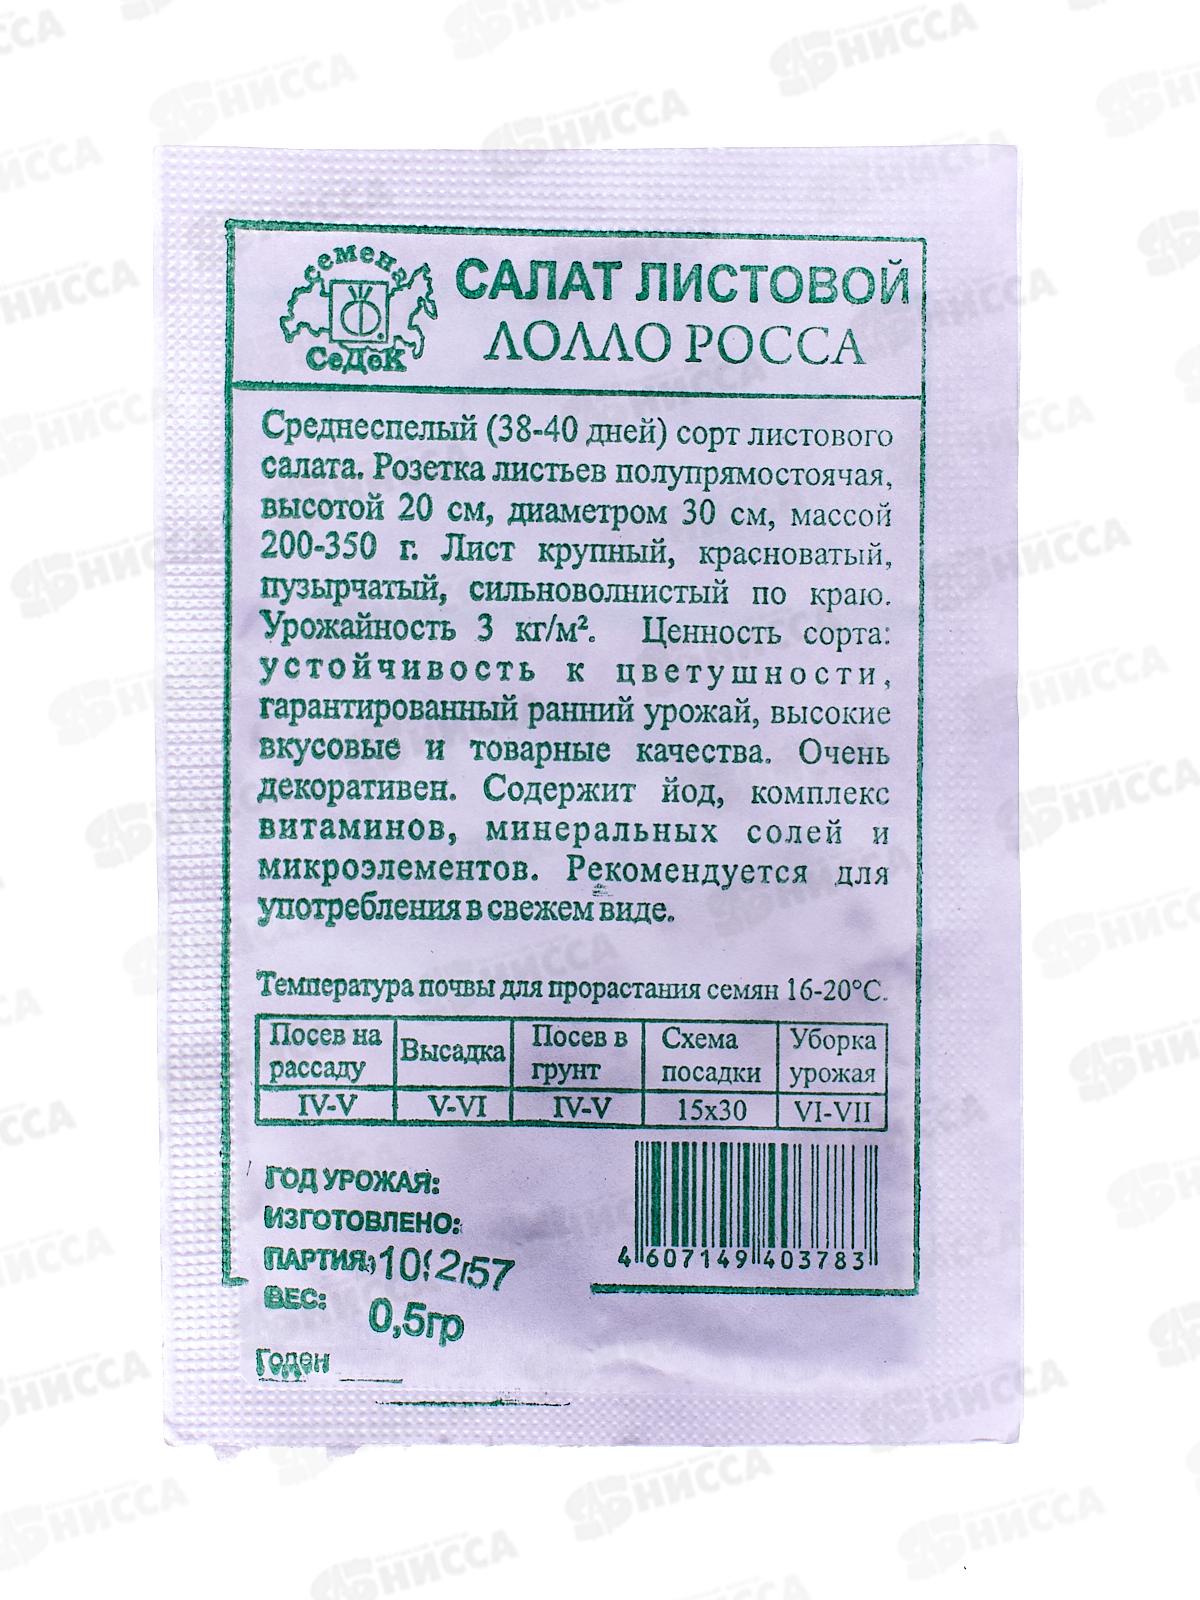 семена
СеДеК
САЛАТ ЛИСТОВОЙ
ЛОЛЛО РОССА
Среднеспелый (38-40 дней) сорт листового
салата. Розетка листьев полупрямостоячая,
высотой 20 см, диаметром 30 см, массой
200-350 г. Лист крупный, красноватый,
пузырчатый, сильноволнистый по краю.
Урожайность 3 кг/м². Ценность сорта:
устойчивость к цветушности,
гарантированный ранний урожай, высокие
вкусовые и товарные качества. Очень
декоративен. Содержит йод, комплекс
витаминов, минеральных солей и
микроэлементов. Рекомендуется для
употребления в свежем виде.
Температура почвы для прорастания семян 16-20°С.
Посев на рассаду Высадка Посев в грунт Схема посадки Уборка урожая
IV-V V-VI IV-V 15х30 VI-VII
ГОД УРОЖАЯ:
ИЗГОТОВЛЕНО:
ПАРТИЯ:
ВЕС: 0,5гр
Годен
4 607149 403783
НИССА